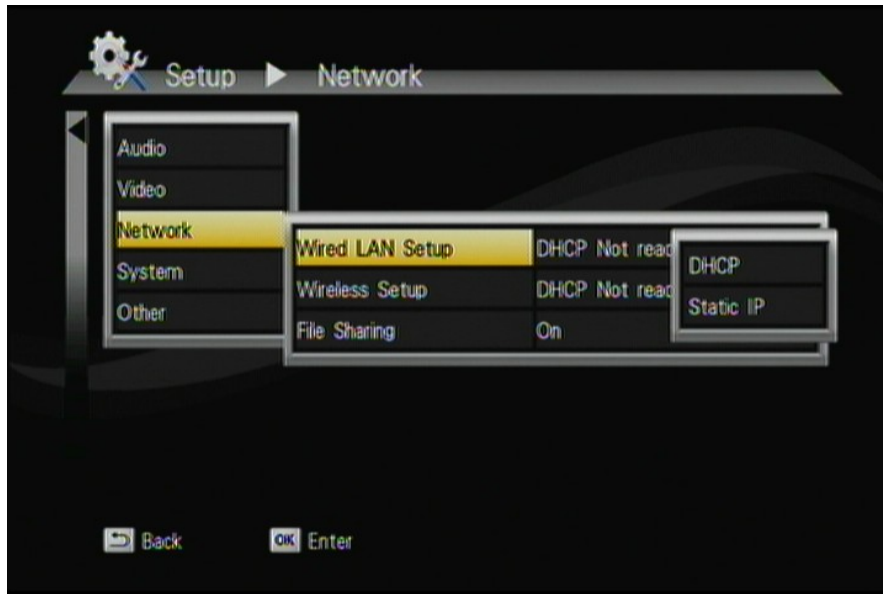 Setup ▶ Network
Audio
Video
Network
System
Other
Wired LAN Setup DHCP Not read
Wireless Setup DHCP Not read
File Sharing On
DHCP
Static IP
Back OK Enter